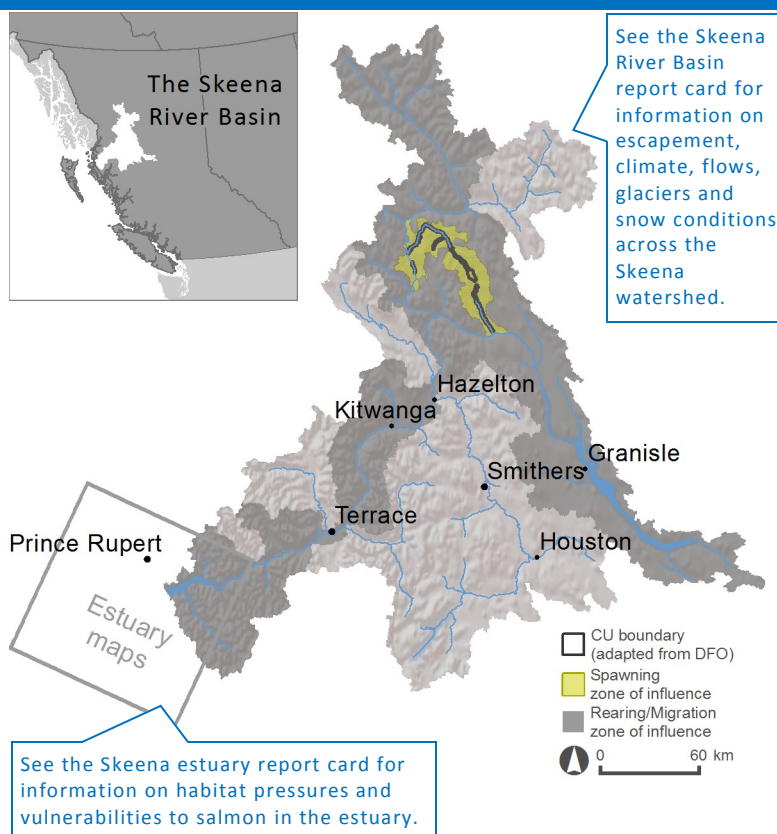 The Skeena
River Basin
See the Skeena
River Basin
report card for
information on
escapement,
climate, flows,
glaciers and
snow conditions
across the
Skeena
watershed.
Hazelton
Kitwanga
Granisle
Smithers
Terrace
Prince Rupert
Houston
Estuary
maps
CU boundary
(adapted from DFO)
Spawning
zone of influence
Rearing/Migration
zone of influence
0 60 km
See the Skeena estuary report card for
information on habitat pressures and
vulnerabilities to salmon in the estuary.